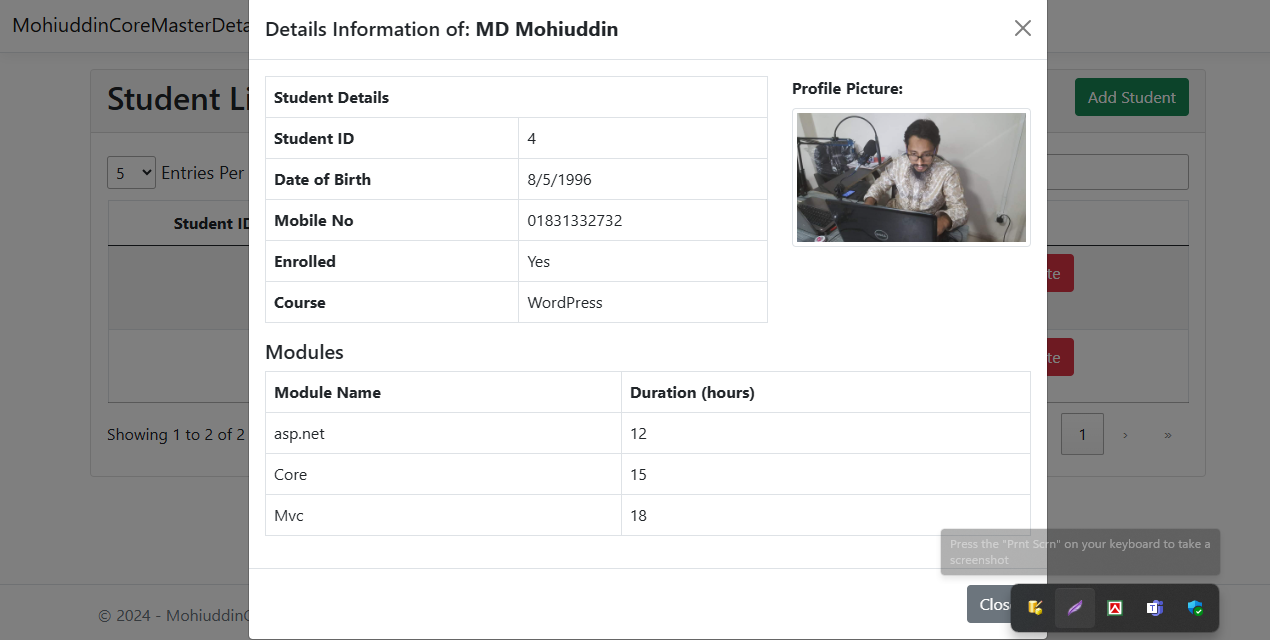 MohiuddinCoreMasterDeta
Details Information of: MD Mohiuddin
Student Li
Add Student
5 Entries Per
Student ID
Student Details
Student ID 4
Date of Birth 8/5/1996
Mobile No 01831332732
Enrolled Yes
Course WordPress
Profile Picture:
DELL
te
te
Modules
Module Name Duration (hours)
asp.net 12
Core 15
Mvc 18
Showing 1 to 2 of 2
1 › »
Press the "Prnt Scrn" on your keyboard to take a
screenshot
Clos
© 2024 - MohiuddinC